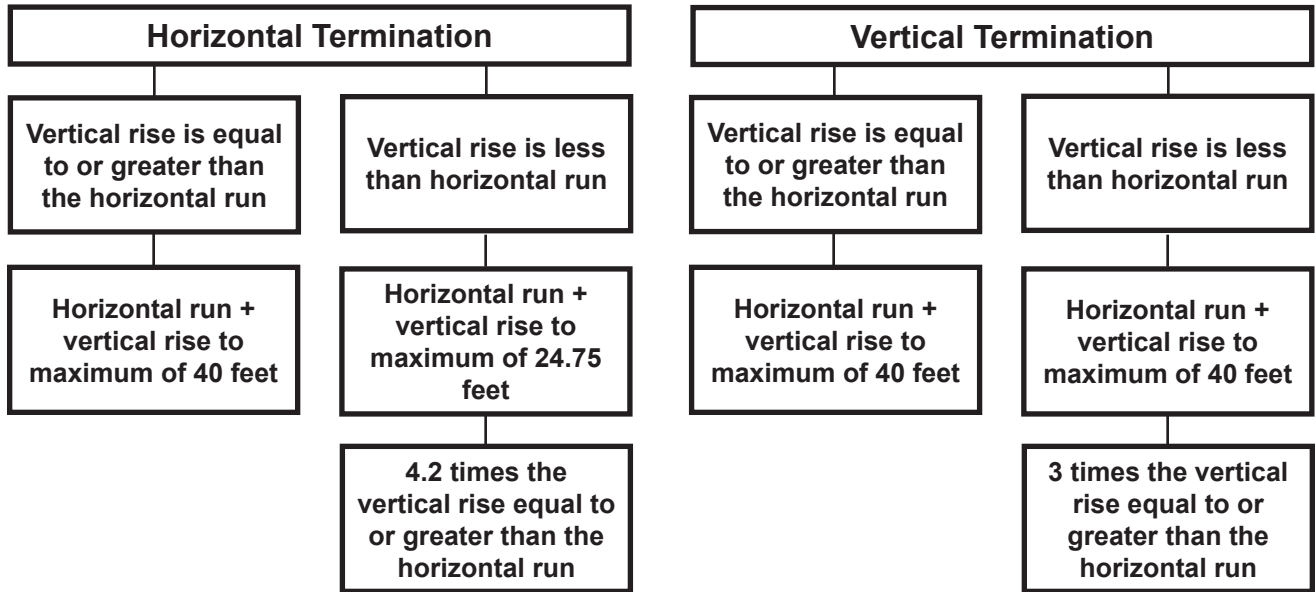 Horizontal Termination
Vertical rise is equal
to or greater than
the horizontal run
Horizontal run +
vertical rise to
maximum of 40 feet
Vertical rise is less
than horizontal run
Horizontal run +
vertical rise to
maximum of 24.75
feet
4.2 times the
vertical rise equal to
or greater than the
horizontal run
Vertical Termination
Vertical rise is equal
to or greater than
the horizontal run
Horizontal run +
vertical rise to
maximum of 40 feet
Vertical rise is less
than horizontal run
Horizontal run +
vertical rise to
maximum of 40 feet
3 times the vertical
rise equal to or
greater than the
horizontal run